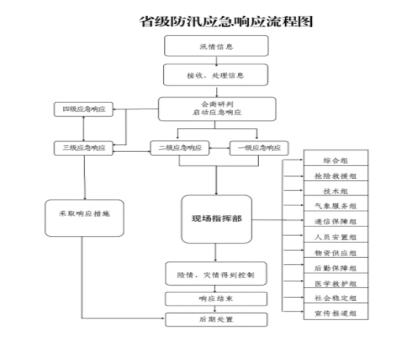 省级防汛应急响应流程图
汛情信息
接收、处理信息
会商研判
启动应急响应
四级应急响应
三级应急响应
二级应急响应
一级应急响应
采取响应措施
现场指挥部
综合组
抢险救援组
技术组
气象服务组
通信保障组
人员安置组
物资供应组
后勤保障组
医学救护组
社会稳定组
宣传报道组
险情、灾情得到控制
响应结束
后期处置